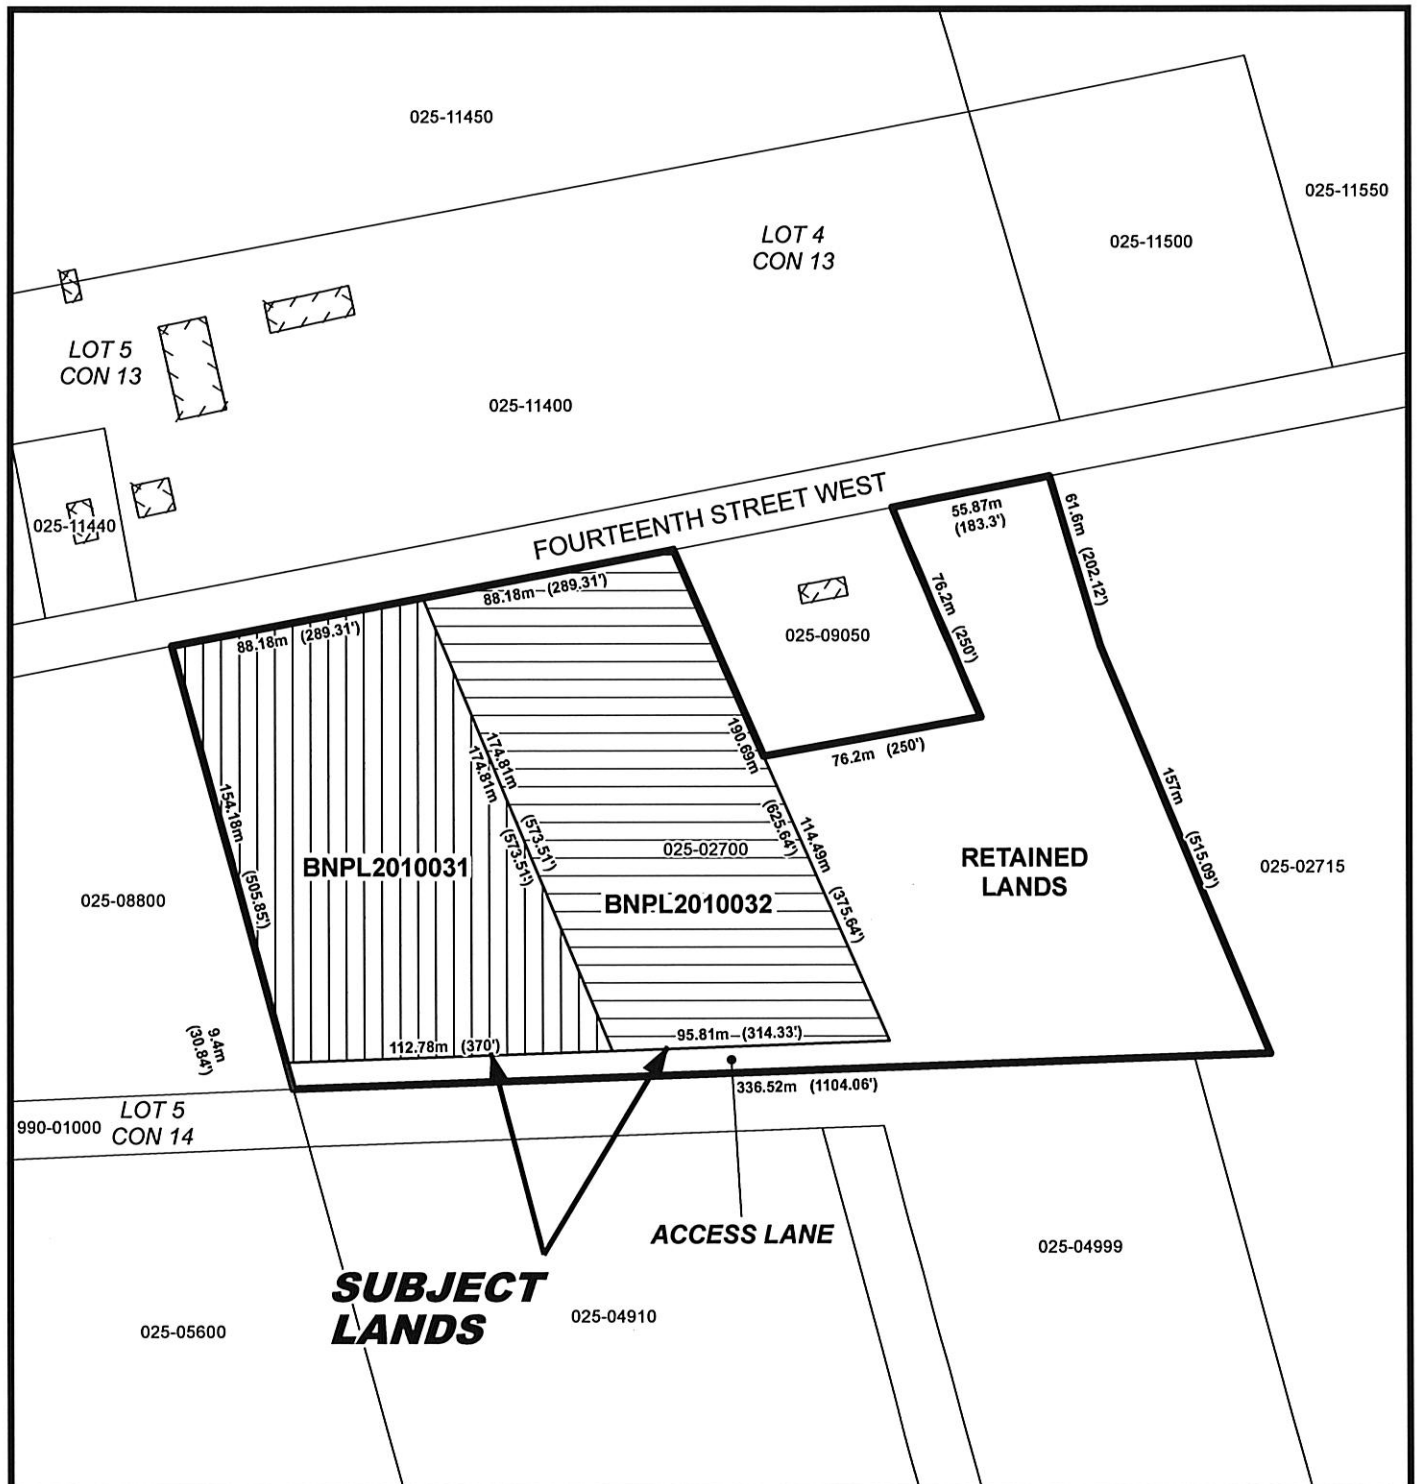 025-11450
025-11550
LOT 4
CON 13
025-11500
LOT 5
CON 13
025-11400
025-11440
FOURTEENTH STREET WEST
55.87m
(183.3')
61.6m (202.12')
88.18m (289.31')
88.18m (289.31')
76.2m (250')
025-09050
76.2m (250')
190.69m (625.64')
174.81m (573.51')
174.81m (573.51')
154.18m (505.85')
157m (515.09')
114.49m (375.64')
025-02700
RETAINED
LANDS
025-02715
BNPL2010031
025-08800
BNPL2010032
9.4m
(30.84')
112.78m (370')
95.81m (314.33')
336.52m (1104.06')
990-01000
LOT 5
CON 14
ACCESS LANE
025-04999
SUBJECT
LANDS
025-04910
025-05600